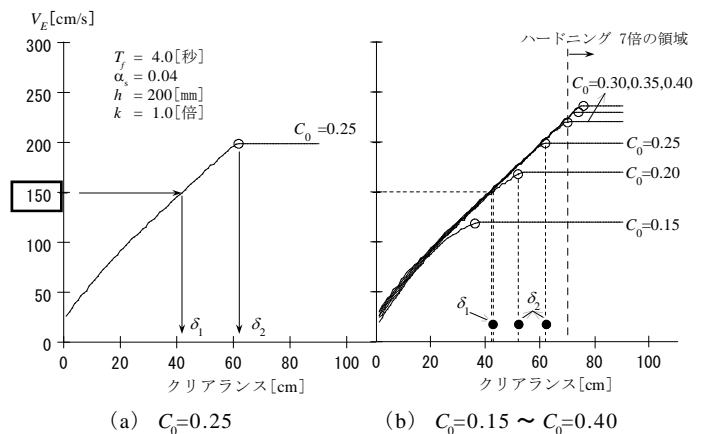 V_E [cm/s]
300
250
200
150
100
50
0
T_f = 4.0[秒]
α_s = 0.04
h = 200[mm]
k = 1.0[倍]
C_0 =0.25
δ_1
δ_2
0 20 40 60 80 100
クリアランス[cm]
(a) C_0=0.25
ハードニング 7倍の領域
C_0=0.30,0.35,0.40
C_0=0.25
C_0=0.20
C_0=0.15
δ_1
δ_2
0 20 40 60 80 100
クリアランス[cm]
(b) C_0=0.15 ～ C_0=0.40